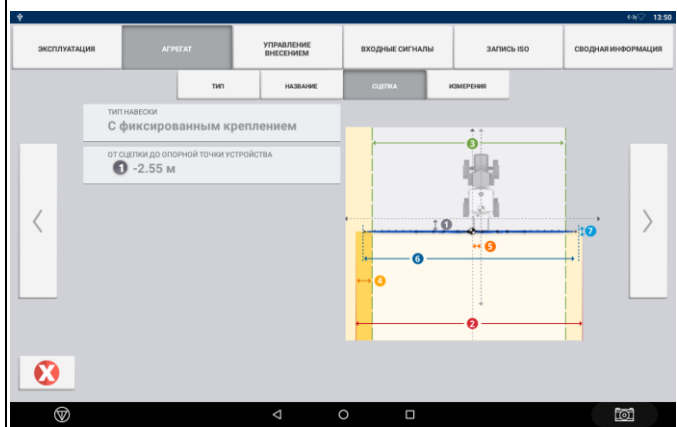 13:50
ЭКСПЛУАТАЦИЯ
АГРЕГАТ
УПРАВЛЕНИЕ
ВНЕСЕНИЕМ
ВХОДНЫЕ СИГНАЛЫ
ЗАПИСЬ ISO
СВОДНАЯ ИНФОРМАЦИЯ
ТИП
НАЗВАНИЕ
СЦЕПКА
ИЗМЕРЕНИЯ
ТИП НАВЕСКИ
С фиксированным креплением
ОТ СЦЕПКИ ДО ОПОРНОЙ ТОЧКИ УСТРОЙСТВА
1 -2.55 м
3
1
7
5
6
4
2